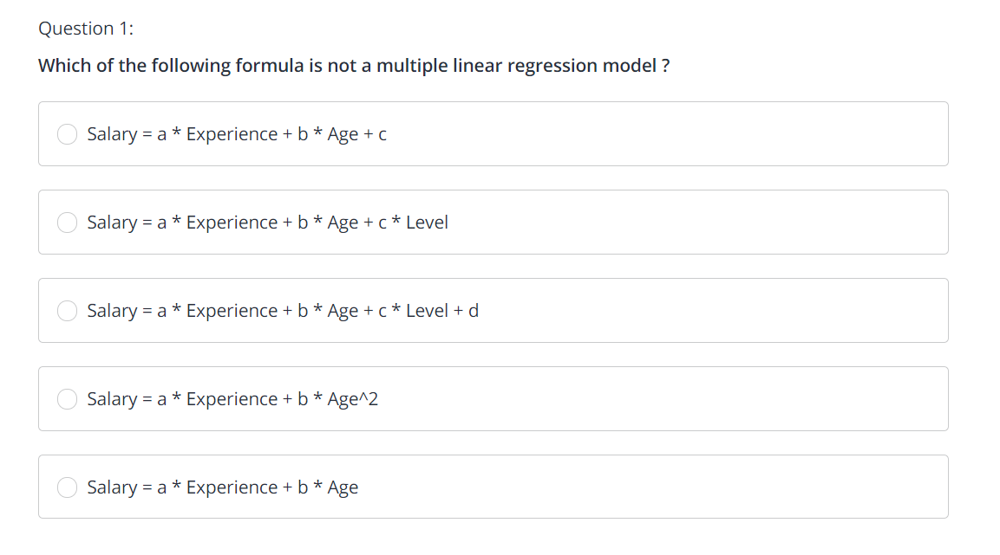 Question 1:
Which of the following formula is not a multiple linear regression model ?
Salary = a * Experience + b * Age + c
Salary = a * Experience + b * Age + c * Level
Salary = a * Experience + b * Age + c * Level + d
Salary = a * Experience + b * Age^2
Salary = a * Experience + b * Age